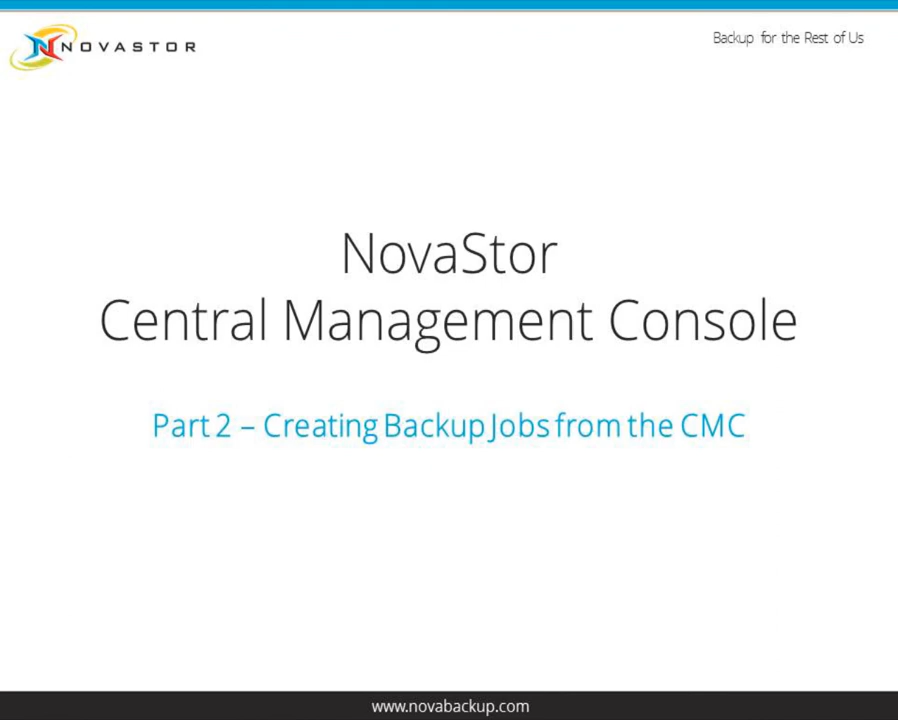 NOVASTOR
Backup for the Rest of Us
NovaStor
Central Management Console
Part 2 – Creating Backup Jobs from the CMC
www.novabackup.com